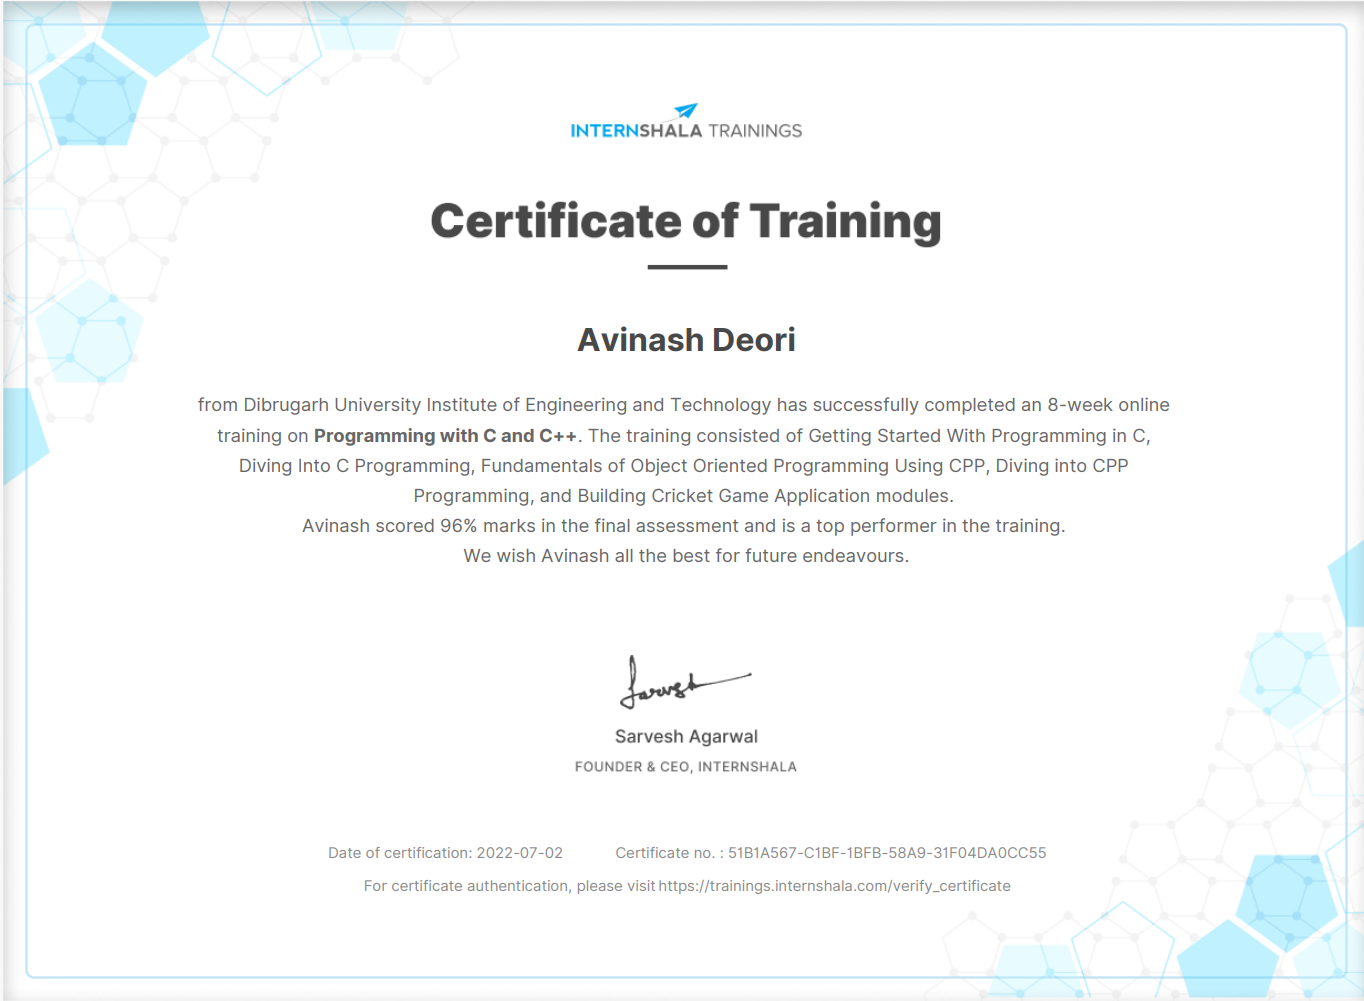 INTERNSHALA TRAININGS
Certificate of Training
Avinash Deori
from Dibrugarh University Institute of Engineering and Technology has successfully completed an 8-week online
training on Programming with C and C++. The training consisted of Getting Started With Programming in C,
Diving Into C Programming, Fundamentals of Object Oriented Programming Using CPP, Diving into CPP
Programming, and Building Cricket Game Application modules.
Avinash scored 96% marks in the final assessment and is a top performer in the training.
We wish Avinash all the best for future endeavours.
Sarvesh
Sarvesh Agarwal
FOUNDER & CEO, INTERNSHALA
Date of certification: 2022-07-02 Certificate no. : 51B1A567-C1BF-1BFB-58A9-31F04DA0CC55
For certificate authentication, please visit https://trainings.internshala.com/verify_certificate